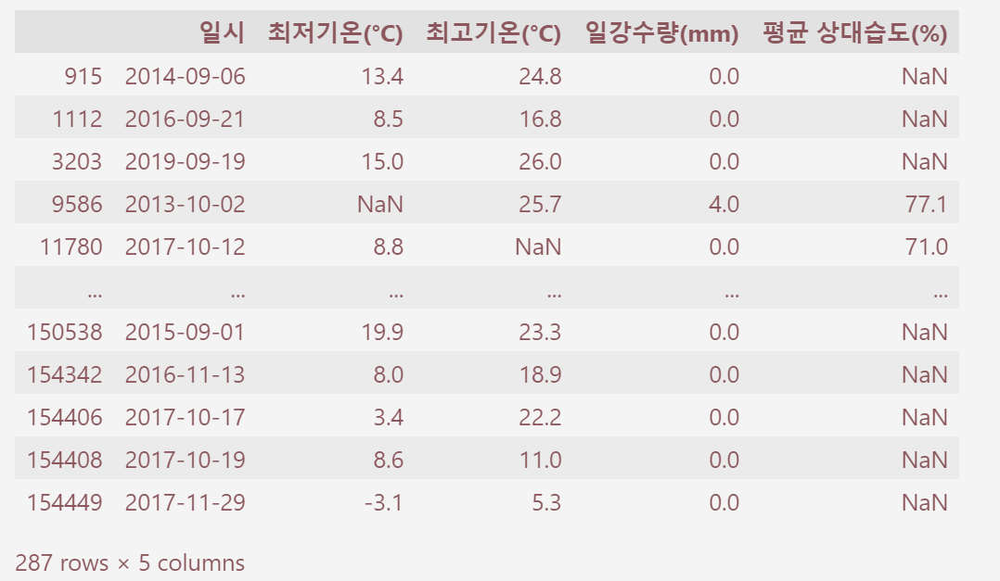 일시 최저기온(°C) 최고기온(°C) 일강수량(mm) 평균 상대습도(%)
915 2014-09-06 13.4 24.8 0.0 NaN
1112 2016-09-21 8.5 16.8 0.0 NaN
3203 2019-09-19 15.0 26.0 0.0 NaN
9586 2013-10-02 NaN 25.7 4.0 77.1
11780 2017-10-12 8.8 NaN 0.0 71.0
... ... ... ... ... ...
150538 2015-09-01 19.9 23.3 0.0 NaN
154342 2016-11-13 8.0 18.9 0.0 NaN
154406 2017-10-17 3.4 22.2 0.0 NaN
154408 2017-10-19 8.6 11.0 0.0 NaN
154449 2017-11-29 -3.1 5.3 0.0 NaN
287 rows × 5 columns